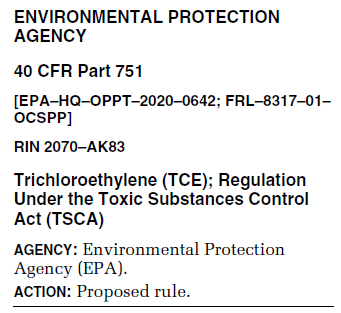 ENVIRONMENTAL PROTECTION
AGENCY
40 CFR Part 751
[EPA–HQ–OPPT–2020–0642; FRL–8317–01–
OCSPP]
RIN 2070–AK83
Trichloroethylene (TCE); Regulation
Under the Toxic Substances Control
Act (TSCA)
AGENCY: Environmental Protection
Agency (EPA).
ACTION: Proposed rule.